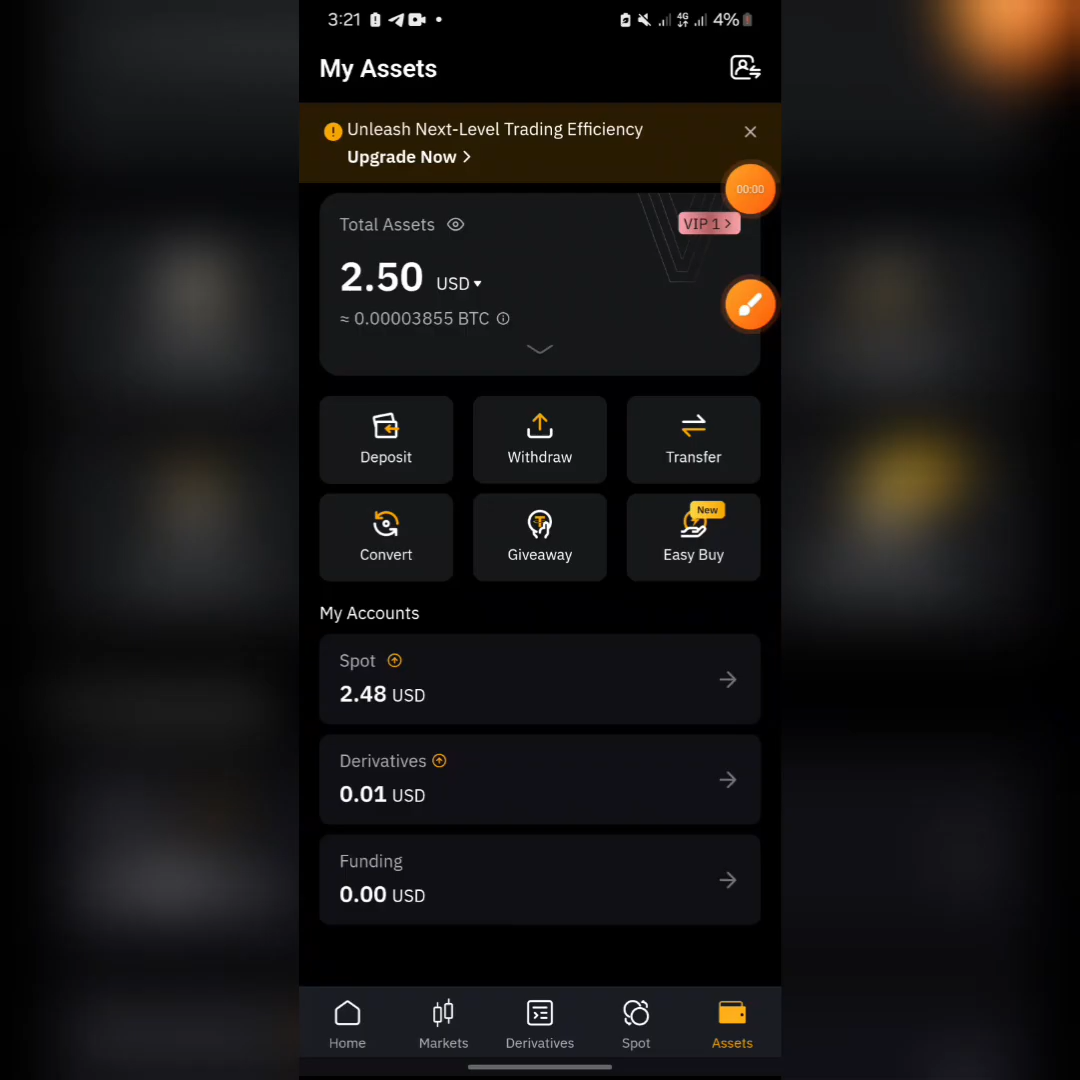 3:21 4G 4%
My Assets
Unleash Next-Level Trading Efficiency
Upgrade Now >
00:00
Total Assets
VIP 1 >
2.50 USD
≈ 0.00003855 BTC
Deposit
Withdraw
Transfer
Convert
Giveaway
New
Easy Buy
My Accounts
Spot
2.48 USD
Derivatives
0.01 USD
Funding
0.00 USD
Home
Markets
Derivatives
Spot
Assets